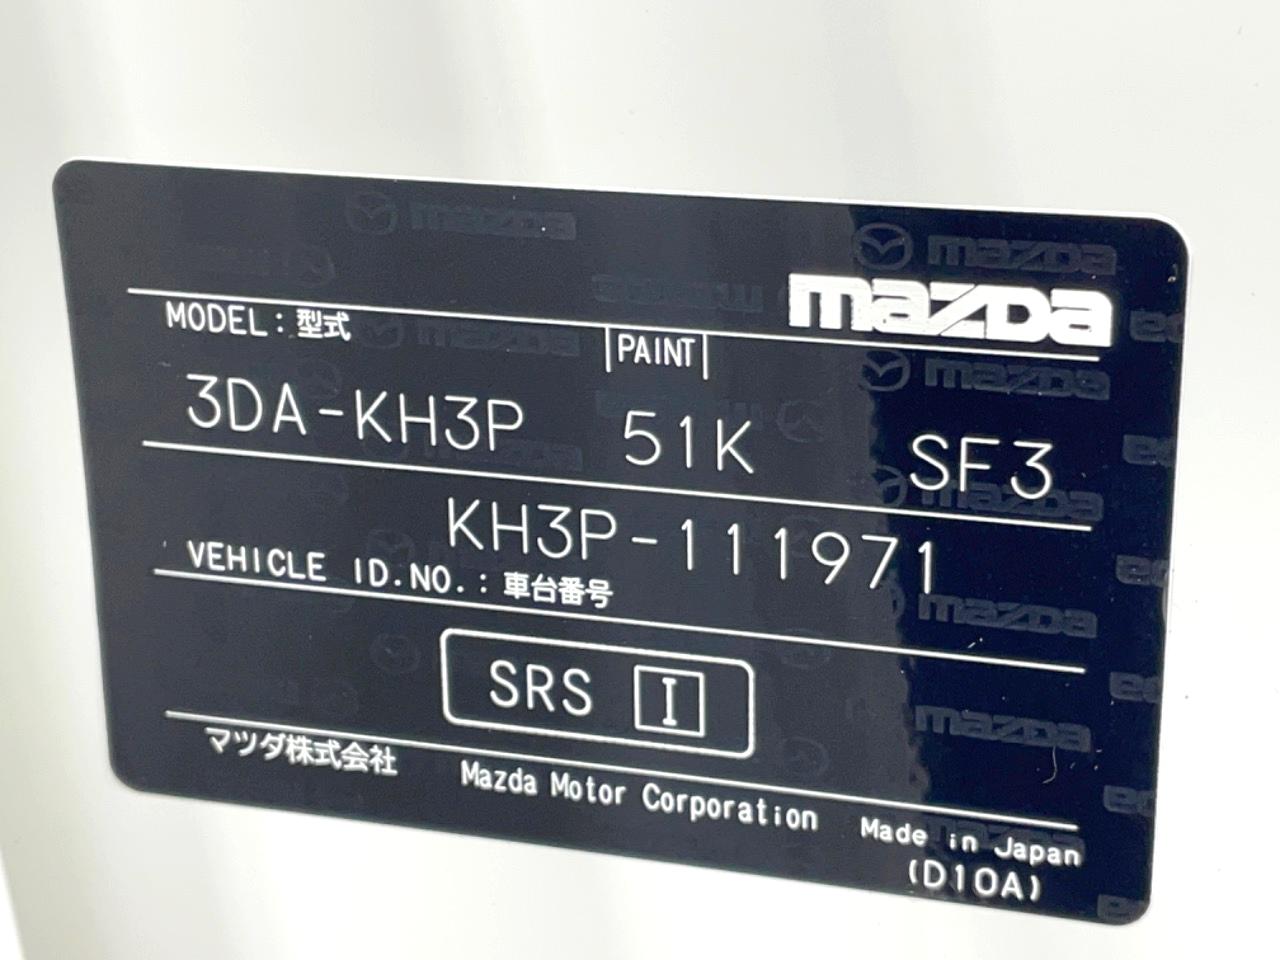 mazda
MODEL：型式
PAINT
3DA-KH3P 51K SF3
KH3P-111971
VEHICLE ID.NO.：車台番号
SRS I
マツダ株式会社 Mazda Motor Corporation Made in Japan
(D10A)